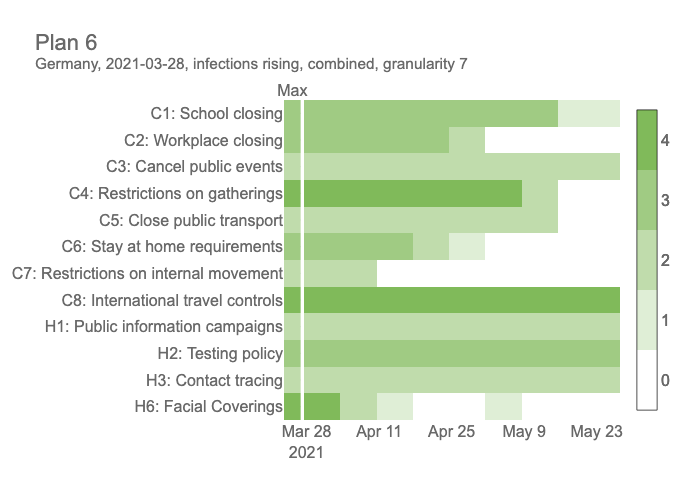 Plan 6
Germany, 2021-03-28, infections rising, combined, granularity 7
Max
C1: School closing
C2: Workplace closing
C3: Cancel public events
C4: Restrictions on gatherings
C5: Close public transport
C6: Stay at home requirements
C7: Restrictions on internal movement
C8: International travel controls
H1: Public information campaigns
H2: Testing policy
H3: Contact tracing
H6: Facial Coverings
Mar 28 Apr 11 Apr 25 May 9 May 23
2021
4
3
2
1
0